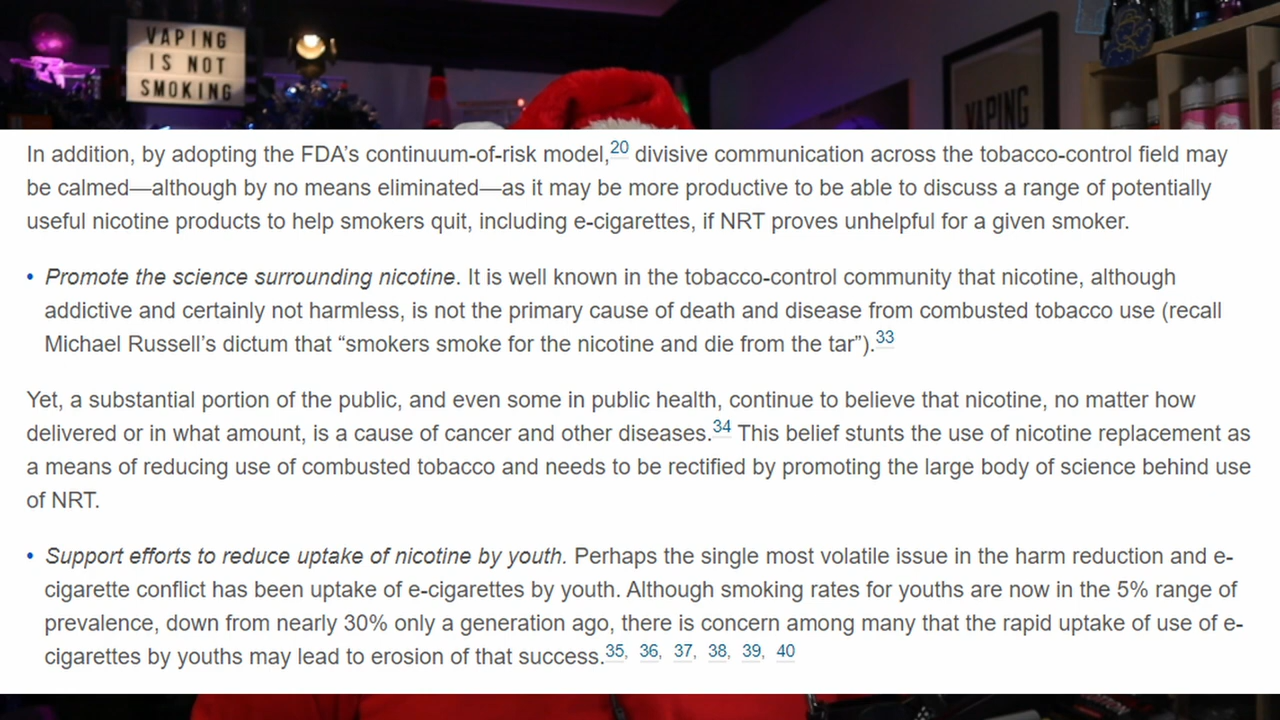 VAPING
IS NOT
SMOKING
VAPING
In addition, by adopting the FDA’s continuum-of-risk model,20 divisive communication across the tobacco-control field may
be calmed—although by no means eliminated—as it may be more productive to be able to discuss a range of potentially
useful nicotine products to help smokers quit, including e-cigarettes, if NRT proves unhelpful for a given smoker.
• Promote the science surrounding nicotine. It is well known in the tobacco-control community that nicotine, although
addictive and certainly not harmless, is not the primary cause of death and disease from combusted tobacco use (recall
Michael Russell’s dictum that “smokers smoke for the nicotine and die from the tar”).33
Yet, a substantial portion of the public, and even some in public health, continue to believe that nicotine, no matter how
delivered or in what amount, is a cause of cancer and other diseases.34 This belief stunts the use of nicotine replacement as
a means of reducing use of combusted tobacco and needs to be rectified by promoting the large body of science behind use
of NRT.
• Support efforts to reduce uptake of nicotine by youth. Perhaps the single most volatile issue in the harm reduction and e-
cigarette conflict has been uptake of e-cigarettes by youth. Although smoking rates for youths are now in the 5% range of
prevalence, down from nearly 30% only a generation ago, there is concern among many that the rapid uptake of use of e-
cigarettes by youths may lead to erosion of that success.35, 36, 37, 38, 39, 40